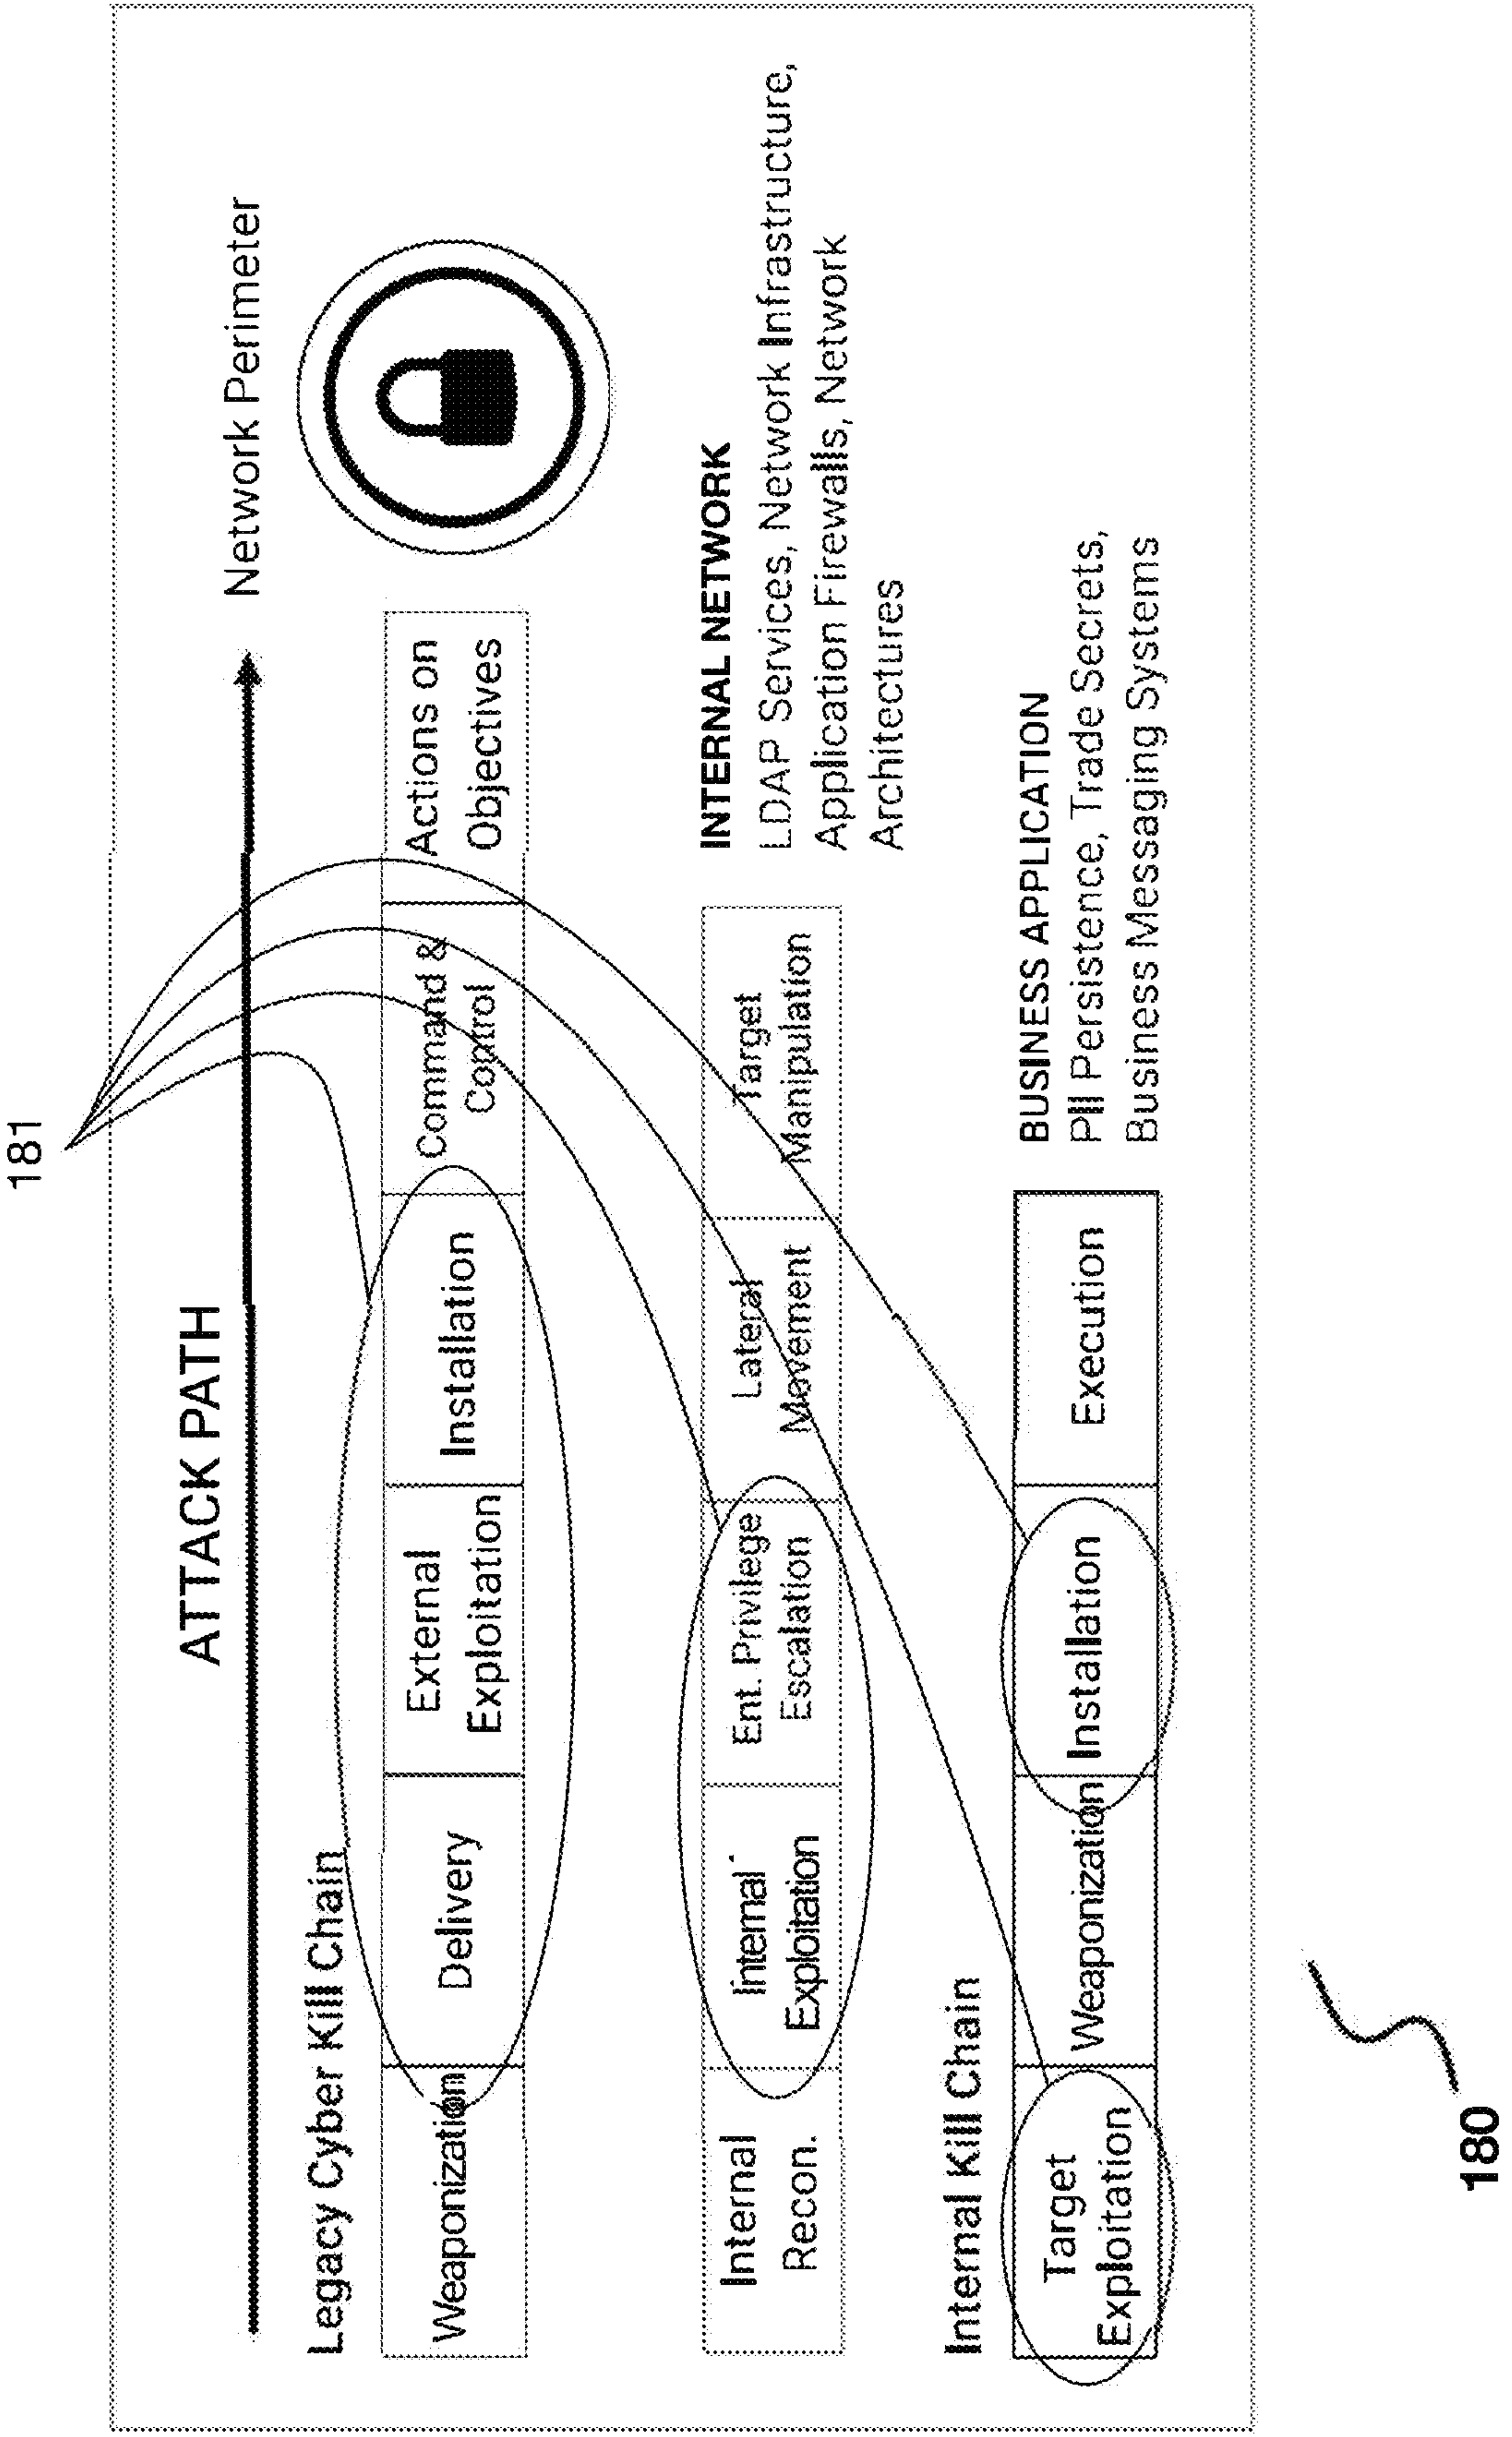 181
ATTACK PATH
Network Perimeter
Legacy Cyber Kill Chain
Weaponization
Delivery
External
Exploitation
Installation
Command &
Control
Actions on
Objectives
Internal
Recon.
Internal
Exploitation
Ent. Privilege
Escalation
Lateral
Movement
Target
Manipulation
INTERNAL NETWORK
LDAP Services, Network Infrastructure,
Application Firewalls, Network
Architectures
Internal Kill Chain
Target
Exploitation
Weaponization
Installation
Execution
BUSINESS APPLICATION
PII Persistence, Trade Secrets,
Business Messaging Systems
180